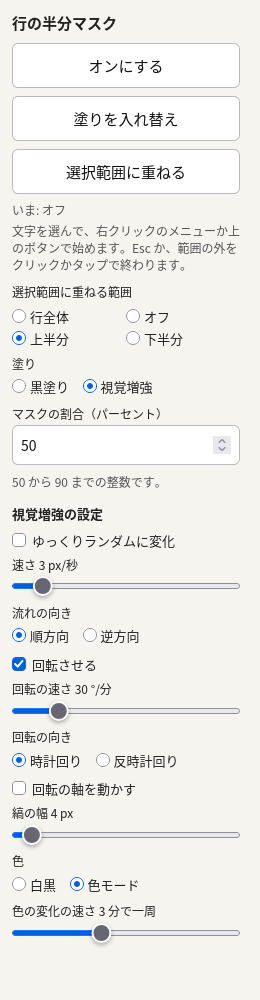 行の半分マスク
オンにする
塗りを入れ替え
選択範囲に重ねる
いま: オフ
文字を選んで、右クリックのメニューか上
のボタンで始めます。Esc か、範囲の外を
クリックかタップで終わります。
選択範囲に重ねる範囲
行全体 オフ
上半分 下半分
塗り
黒塗り 視覚増強
マスクの割合（パーセント）
50
50 から 90 までの整数です。
視覚増強の設定
ゆっくりランダムに変化
速さ 3 px/秒
流れの向き
順方向 逆方向
回転させる
回転の速さ 30 °/分
回転の向き
時計回り 反時計回り
回転の軸を動かす
縞の幅 4 px
色
白黒 色モード
色の変化の速さ 3 分で一周